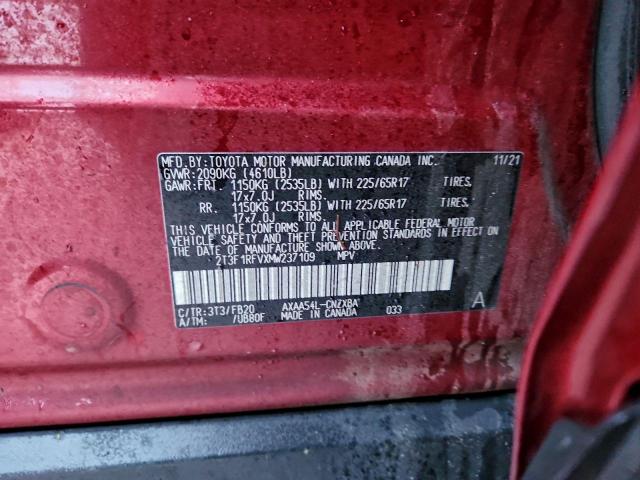 MFD.BY: TOYOTA MOTOR MANUFACTURING CANADA INC. 11/21
GVWR: 2090KG (4610LB)
GAWR: FRT. 1150KG (2535LB) WITH 225/65R17 TIRES,
17x7.0J RIMS
RR. 1150KG (2535LB) WITH 225/65R17 TIRES,
17x7.0J RIMS
THIS VEHICLE CONFORMS TO ALL APPLICABLE FEDERAL MOTOR
VEHICLE SAFETY AND THEFT PREVENTION STANDARDS IN EFFECT ON
THE DATE OF MANUFACTURE SHOWN ABOVE.
2T3F1RFVXMW237109 MPV
C/TR: 3T3/FB20 AXAA54L-CNZXBA 033
A/TM: /UB80F MADE IN CANADA
A